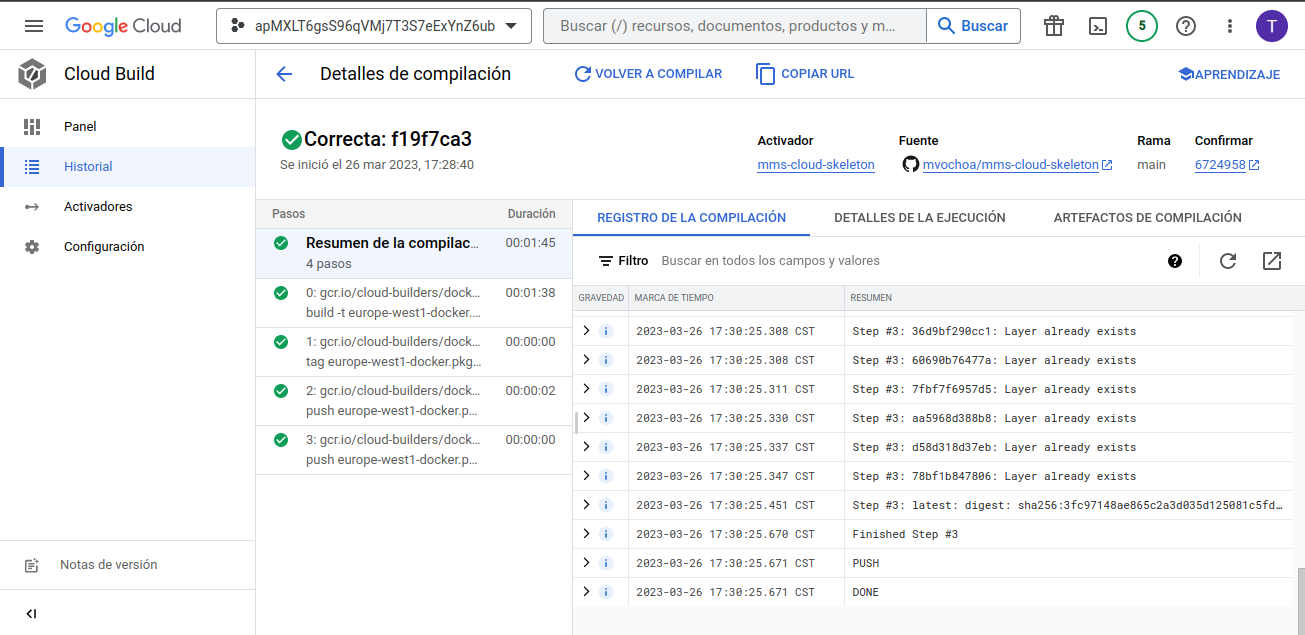 Google Cloud
apMXLT6gsS96qVMj7T3S7eExYnZ6ub
Buscar (/) recursos, documentos, productos y m...
Buscar
5
T
Cloud Build
Detalles de compilación
VOLVER A COMPILAR
COPIAR URL
APRENDIZAJE
Panel
Historial
Activadores
Configuración
Notas de versión
Correcta: f19f7ca3
Se inició el 26 mar 2023, 17:28:40
Activador
mms-cloud-skeleton
Fuente
mvochoa/mms-cloud-skeleton
Rama
main
Confirmar
6724958
Pasos
Duración
Resumen de la compilac...
00:01:45
4 pasos
0: gcr.io/cloud-builders/dock...
00:01:38
build -t europe-west1-docker....
1: gcr.io/cloud-builders/dock...
00:00:00
tag europe-west1-docker.pkg...
2: gcr.io/cloud-builders/dock...
00:00:02
push europe-west1-docker.p...
3: gcr.io/cloud-builders/dock...
00:00:00
push europe-west1-docker.p...
REGISTRO DE LA COMPILACIÓN
DETALLES DE LA EJECUCIÓN
ARTEFACTOS DE COMPILACIÓN
Filtro
Buscar en todos los campos y valores
GRAVEDAD
MARCA DE TIEMPO
RESUMEN
2023-03-26 17:30:25.308 CST
Step #3: 36d9bf290cc1: Layer already exists
2023-03-26 17:30:25.308 CST
Step #3: 60690b76477a: Layer already exists
2023-03-26 17:30:25.311 CST
Step #3: 7fbf7f6957d5: Layer already exists
2023-03-26 17:30:25.330 CST
Step #3: aa5968d388b8: Layer already exists
2023-03-26 17:30:25.337 CST
Step #3: d58d318d37eb: Layer already exists
2023-03-26 17:30:25.347 CST
Step #3: 78bf1b847806: Layer already exists
2023-03-26 17:30:25.451 CST
Step #3: latest: digest: sha256:3fc97148ae865c2a3d035d125081c5fd...
2023-03-26 17:30:25.670 CST
Finished Step #3
2023-03-26 17:30:25.671 CST
PUSH
2023-03-26 17:30:25.671 CST
DONE